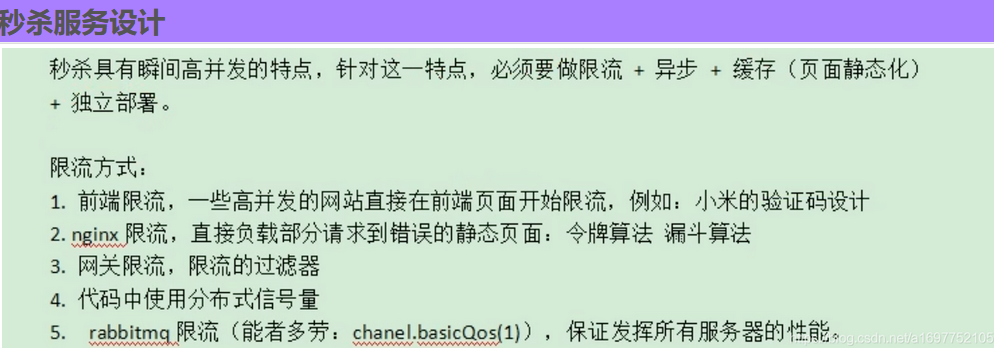 秒杀服务设计
秒杀具有瞬间高并发的特点，针对这一特点，必须要做限流 + 异步 + 缓存（页面静态化）
+ 独立部署。
限流方式：
1. 前端限流，一些高并发的网站直接在前端页面开始限流，例如：小米的验证码设计
2. nginx 限流，直接负载部分请求到错误的静态页面：令牌算法 漏斗算法
3. 网关限流，限流的过滤器
4. 代码中使用分布式信号量
5. rabbitmq 限流（能者多劳：chanel.basicQos(1)），保证发挥所有服务器的性能。
blog.csdn.net/a1697752105